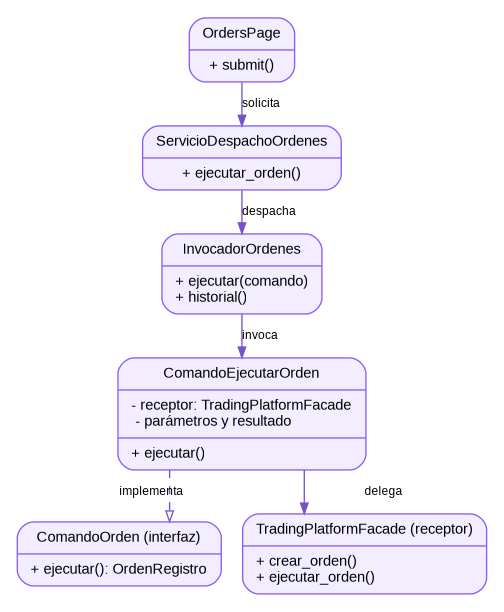 OrdersPage
+ submit()
solicita
ServicioDespachoOrdenes
+ ejecutar_orden()
despacha
InvocadorOrdenes
+ ejecutar(comando)
+ historial()
invoca
ComandoEjecutarOrden
- receptor: TradingPlatformFacade
- parámetros y resultado
+ ejecutar()
implementa
delega
ComandoOrden (interfaz)
+ ejecutar(): OrdenRegistro
TradingPlatformFacade (receptor)
+ crear_orden()
+ ejecutar_orden()